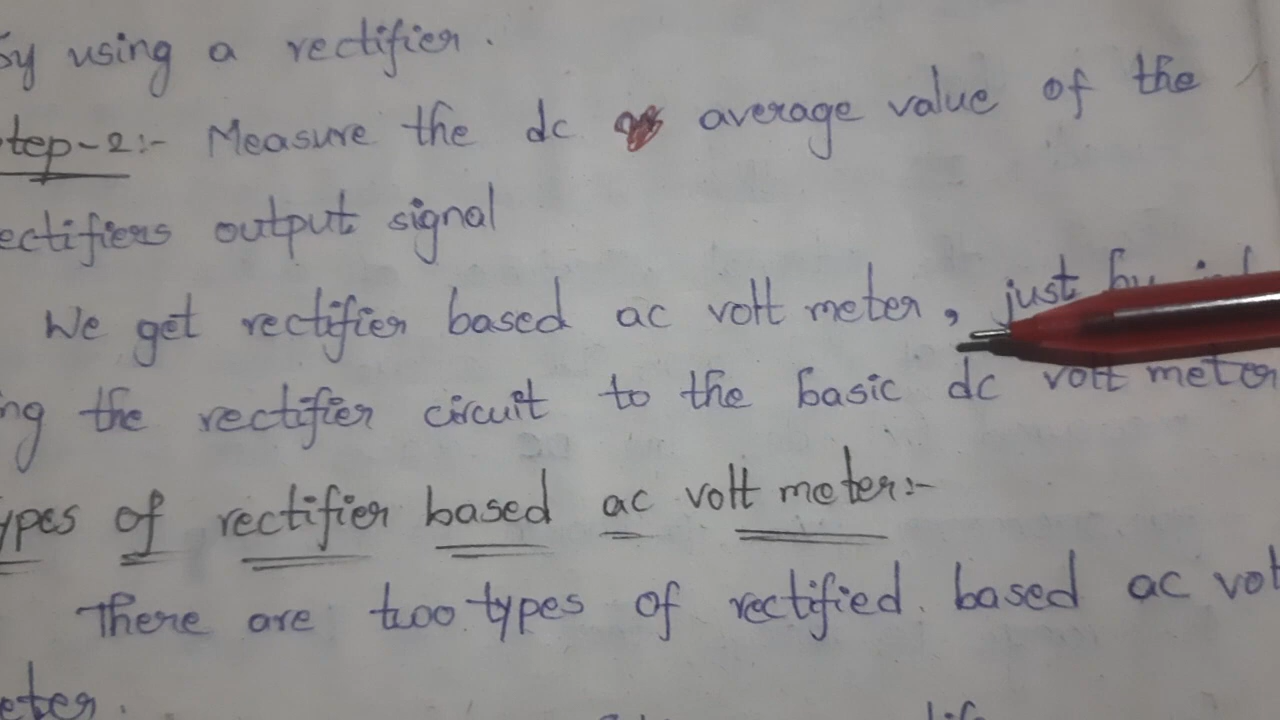 by using a rectifier.
tep-2:- Measure the dc average value of the
ectifiers output signal
We get rectifier based ac volt meter, just by
ng the rectifier circuit to the basic dc volt meter
ypes of rectifier based ac volt meter:-
There are two types of rectified. based ac vol
eter.